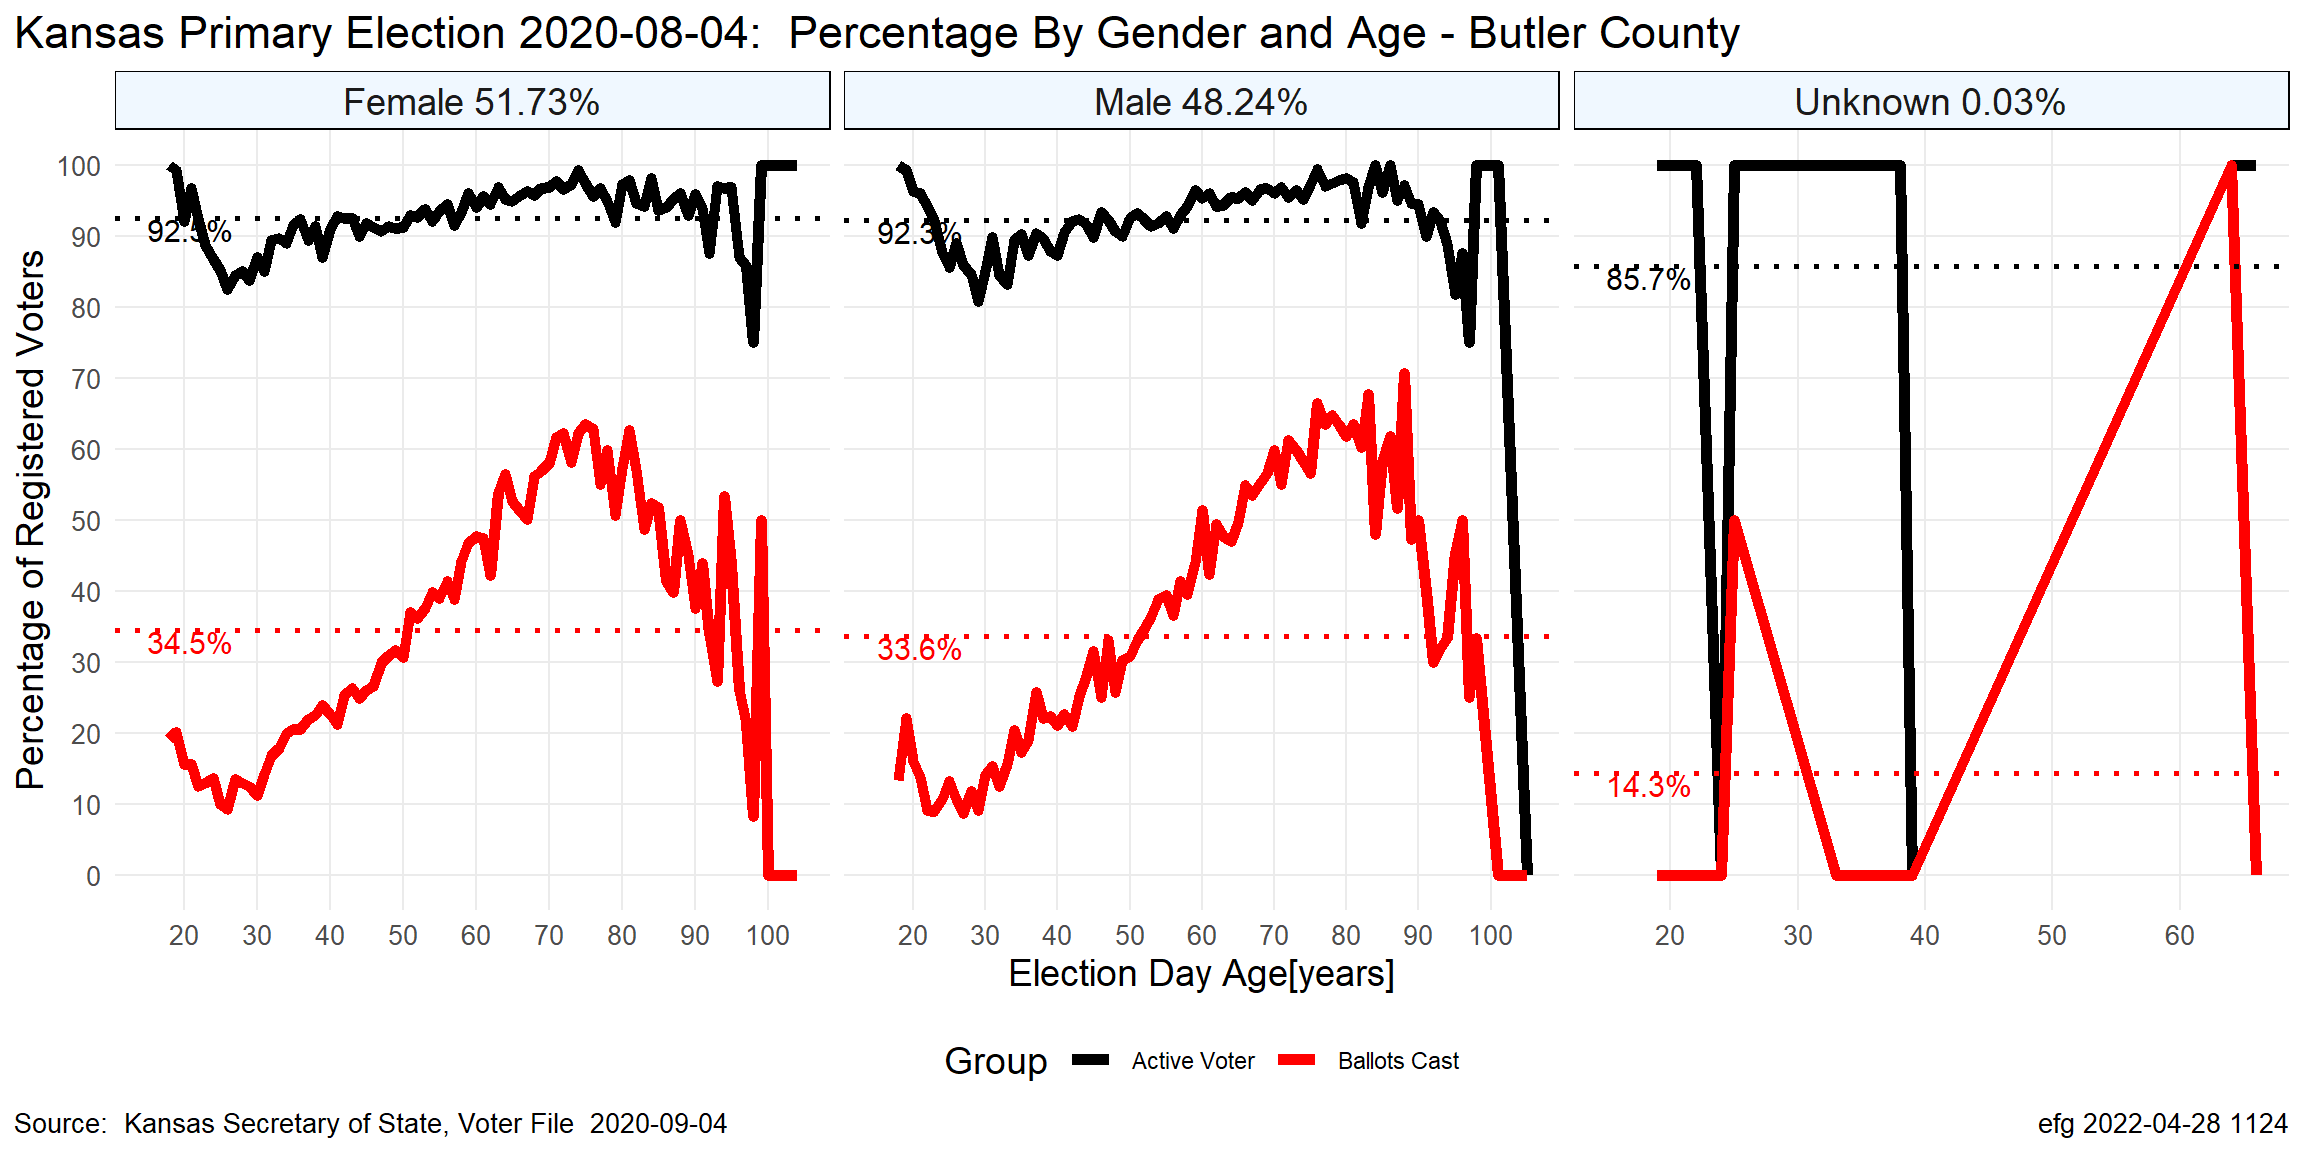 Kansas Primary Election 2020-08-04:  Percentage By Gender and Age - Butler County
Female 51.73%
Male 48.24%
Unknown 0.03%
Percentage of Registered Voters
100
90
80
70
60
50
40
30
20
10
0
92.5%
34.5%
92.3%
33.6%
85.7%
14.3%
20 30 40 50 60 70 80 90 100
20 30 40 50 60 70 80 90 100
20 30 40 50 60
Election Day Age[years]
Group Active Voter Ballots Cast
Source:  Kansas Secretary of State, Voter File  2020-09-04
efg 2022-04-28 1124